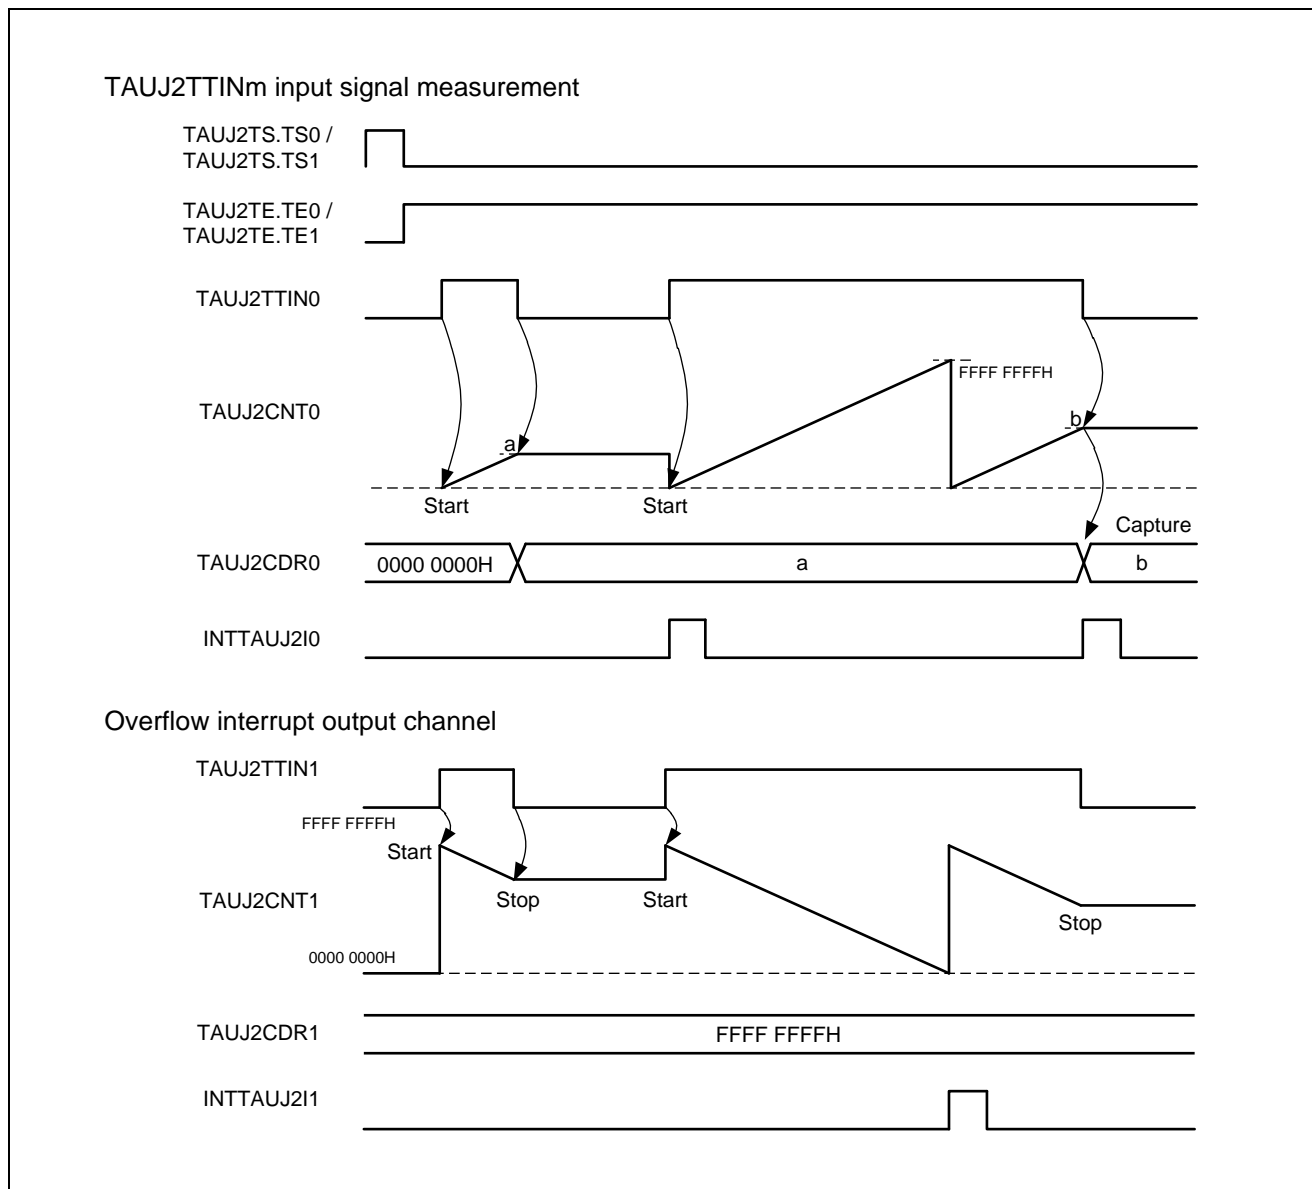 TAUJ2TTINm input signal measurement
TAUJ2TS.TS0 /
TAUJ2TS.TS1
TAUJ2TE.TE0 /
TAUJ2TE.TE1
TAUJ2TTIN0
FFFF FFFFH
TAUJ2CNT0
a
b
Start
Start
Capture
TAUJ2CDR0
0000 0000H
a
b
INTTAUJ2I0
Overflow interrupt output channel
TAUJ2TTIN1
FFFF FFFFH
Start
TAUJ2CNT1
Stop
Start
Stop
0000 0000H
TAUJ2CDR1
FFFF FFFFH
INTTAUJ2I1